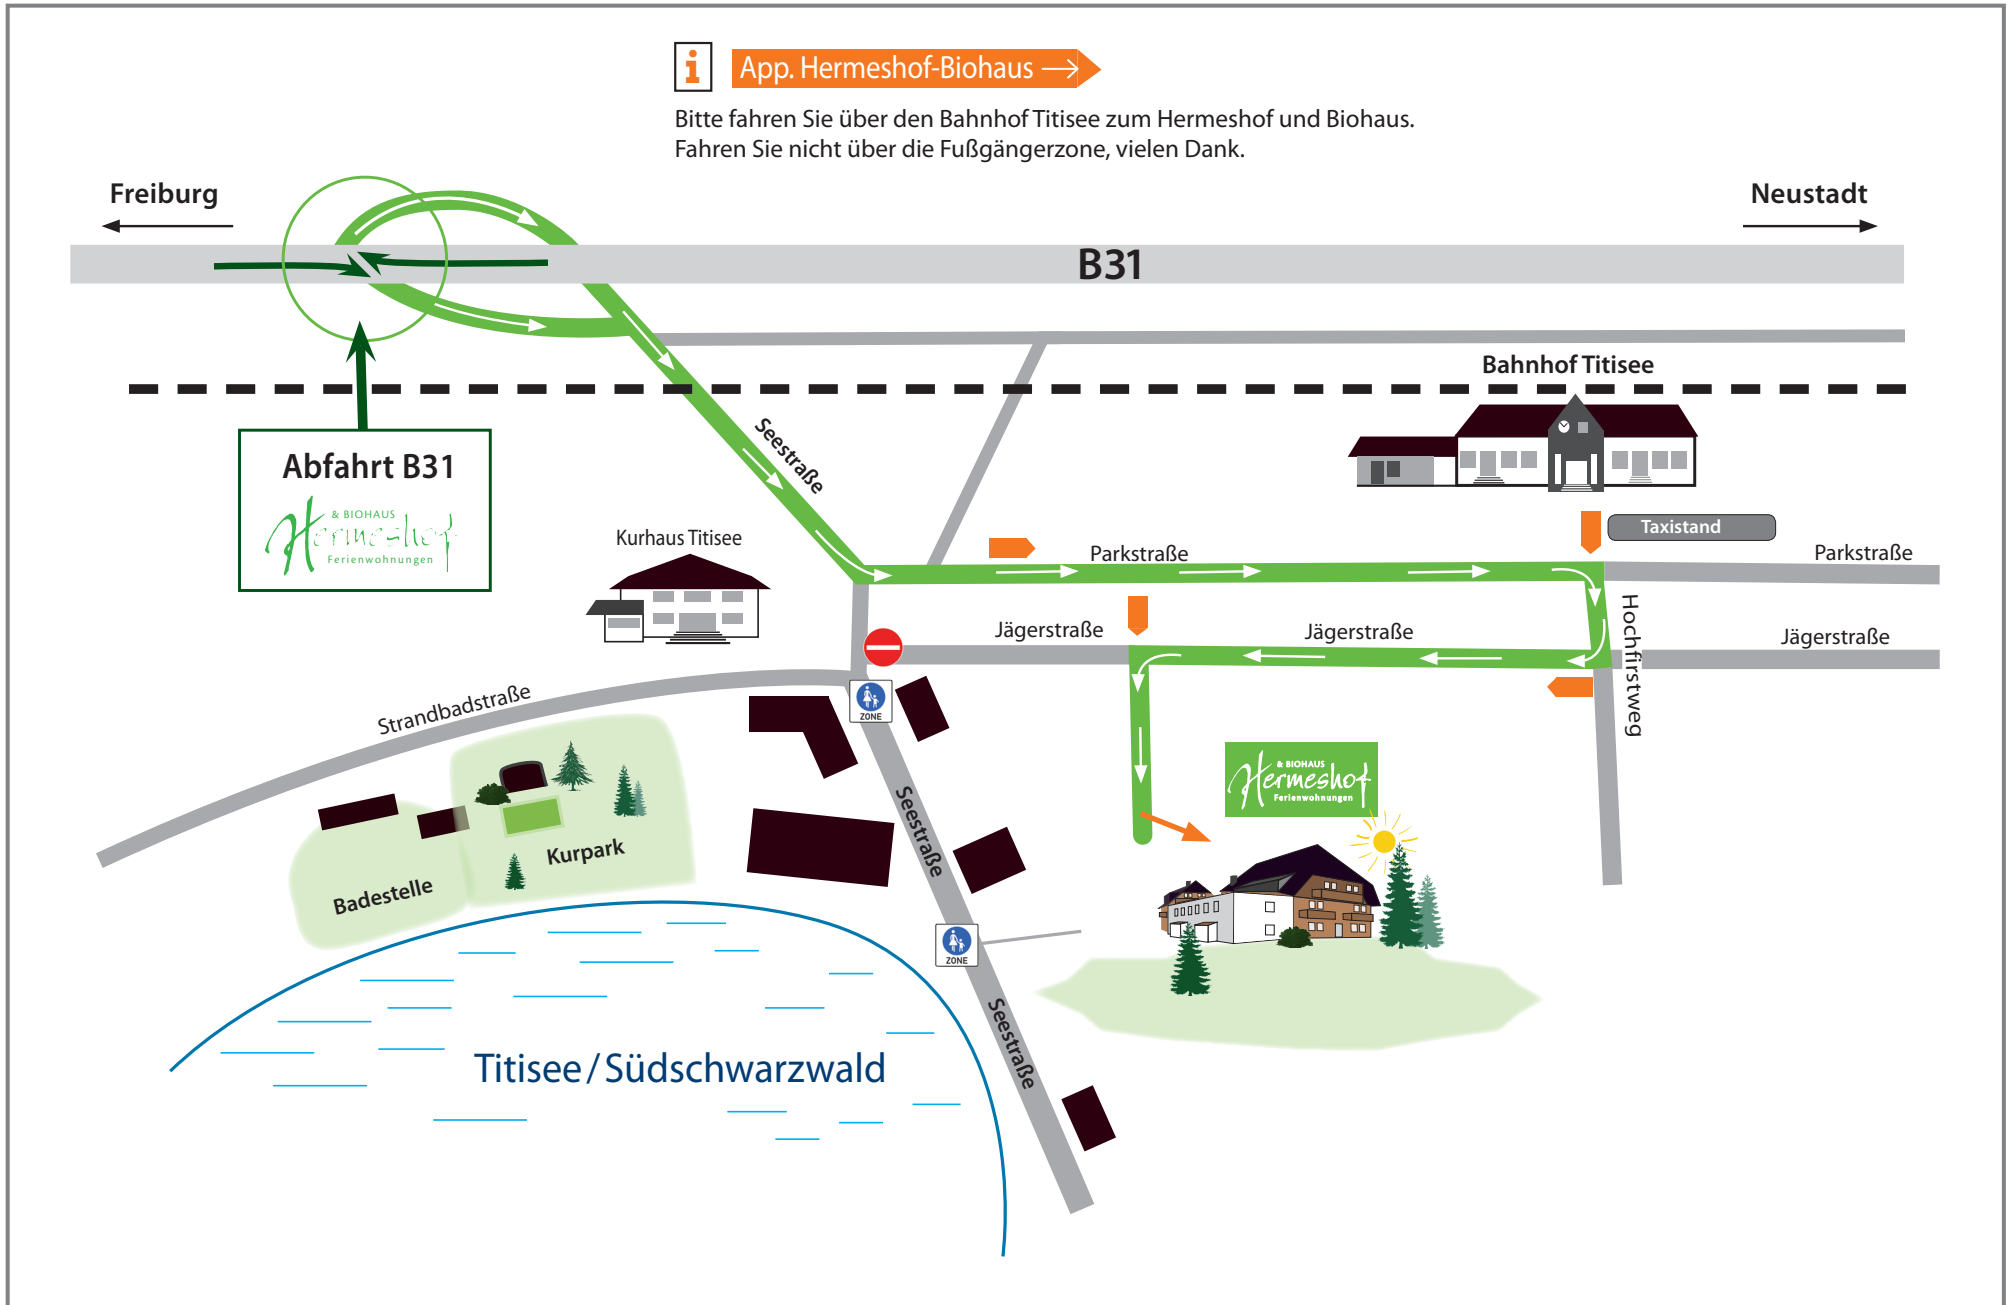 i
App. Hermeshof-Biohaus
Bitte fahren Sie über den Bahnhof Titisee zum Hermeshof und Biohaus.
Fahren Sie nicht über die Fußgängerzone, vielen Dank.
Freiburg
Neustadt
B31
Bahnhof Titisee
Abfahrt B31
& BIOHAUS
Hermeshof
Ferienwohnungen
Seestraße
Kurhaus Titisee
Taxistand
Parkstraße
Parkstraße
Jägerstraße
Jägerstraße
Jägerstraße
Hochfirstweg
Strandbadstraße
ZONE
& BIOHAUS
Hermeshof
Ferienwohnungen
Seestraße
Kurpark
Badestelle
ZONE
Seestraße
Titisee / Südschwarzwald